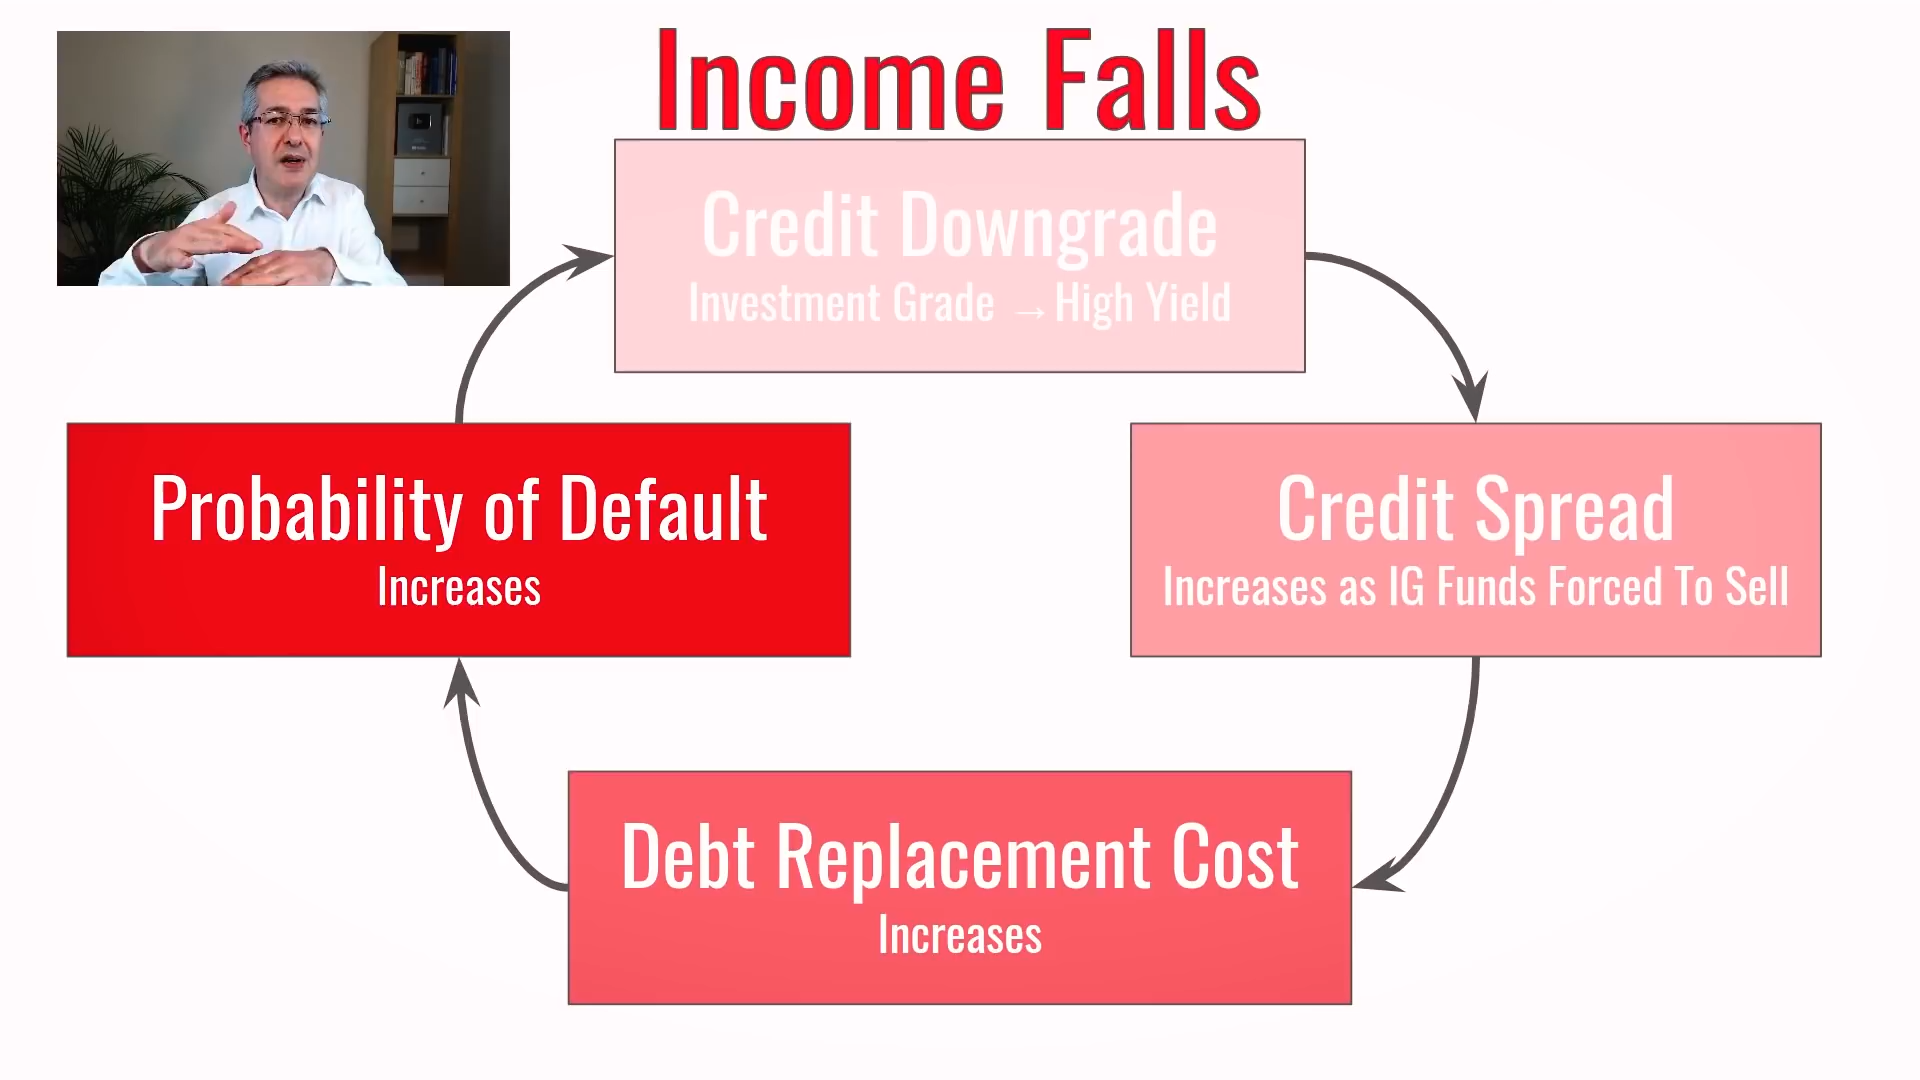 Income Falls
Credit Downgrade
Investment Grade → High Yield
Probability of Default
Increases
Credit Spread
Increases as IG Funds Forced To Sell
Debt Replacement Cost
Increases